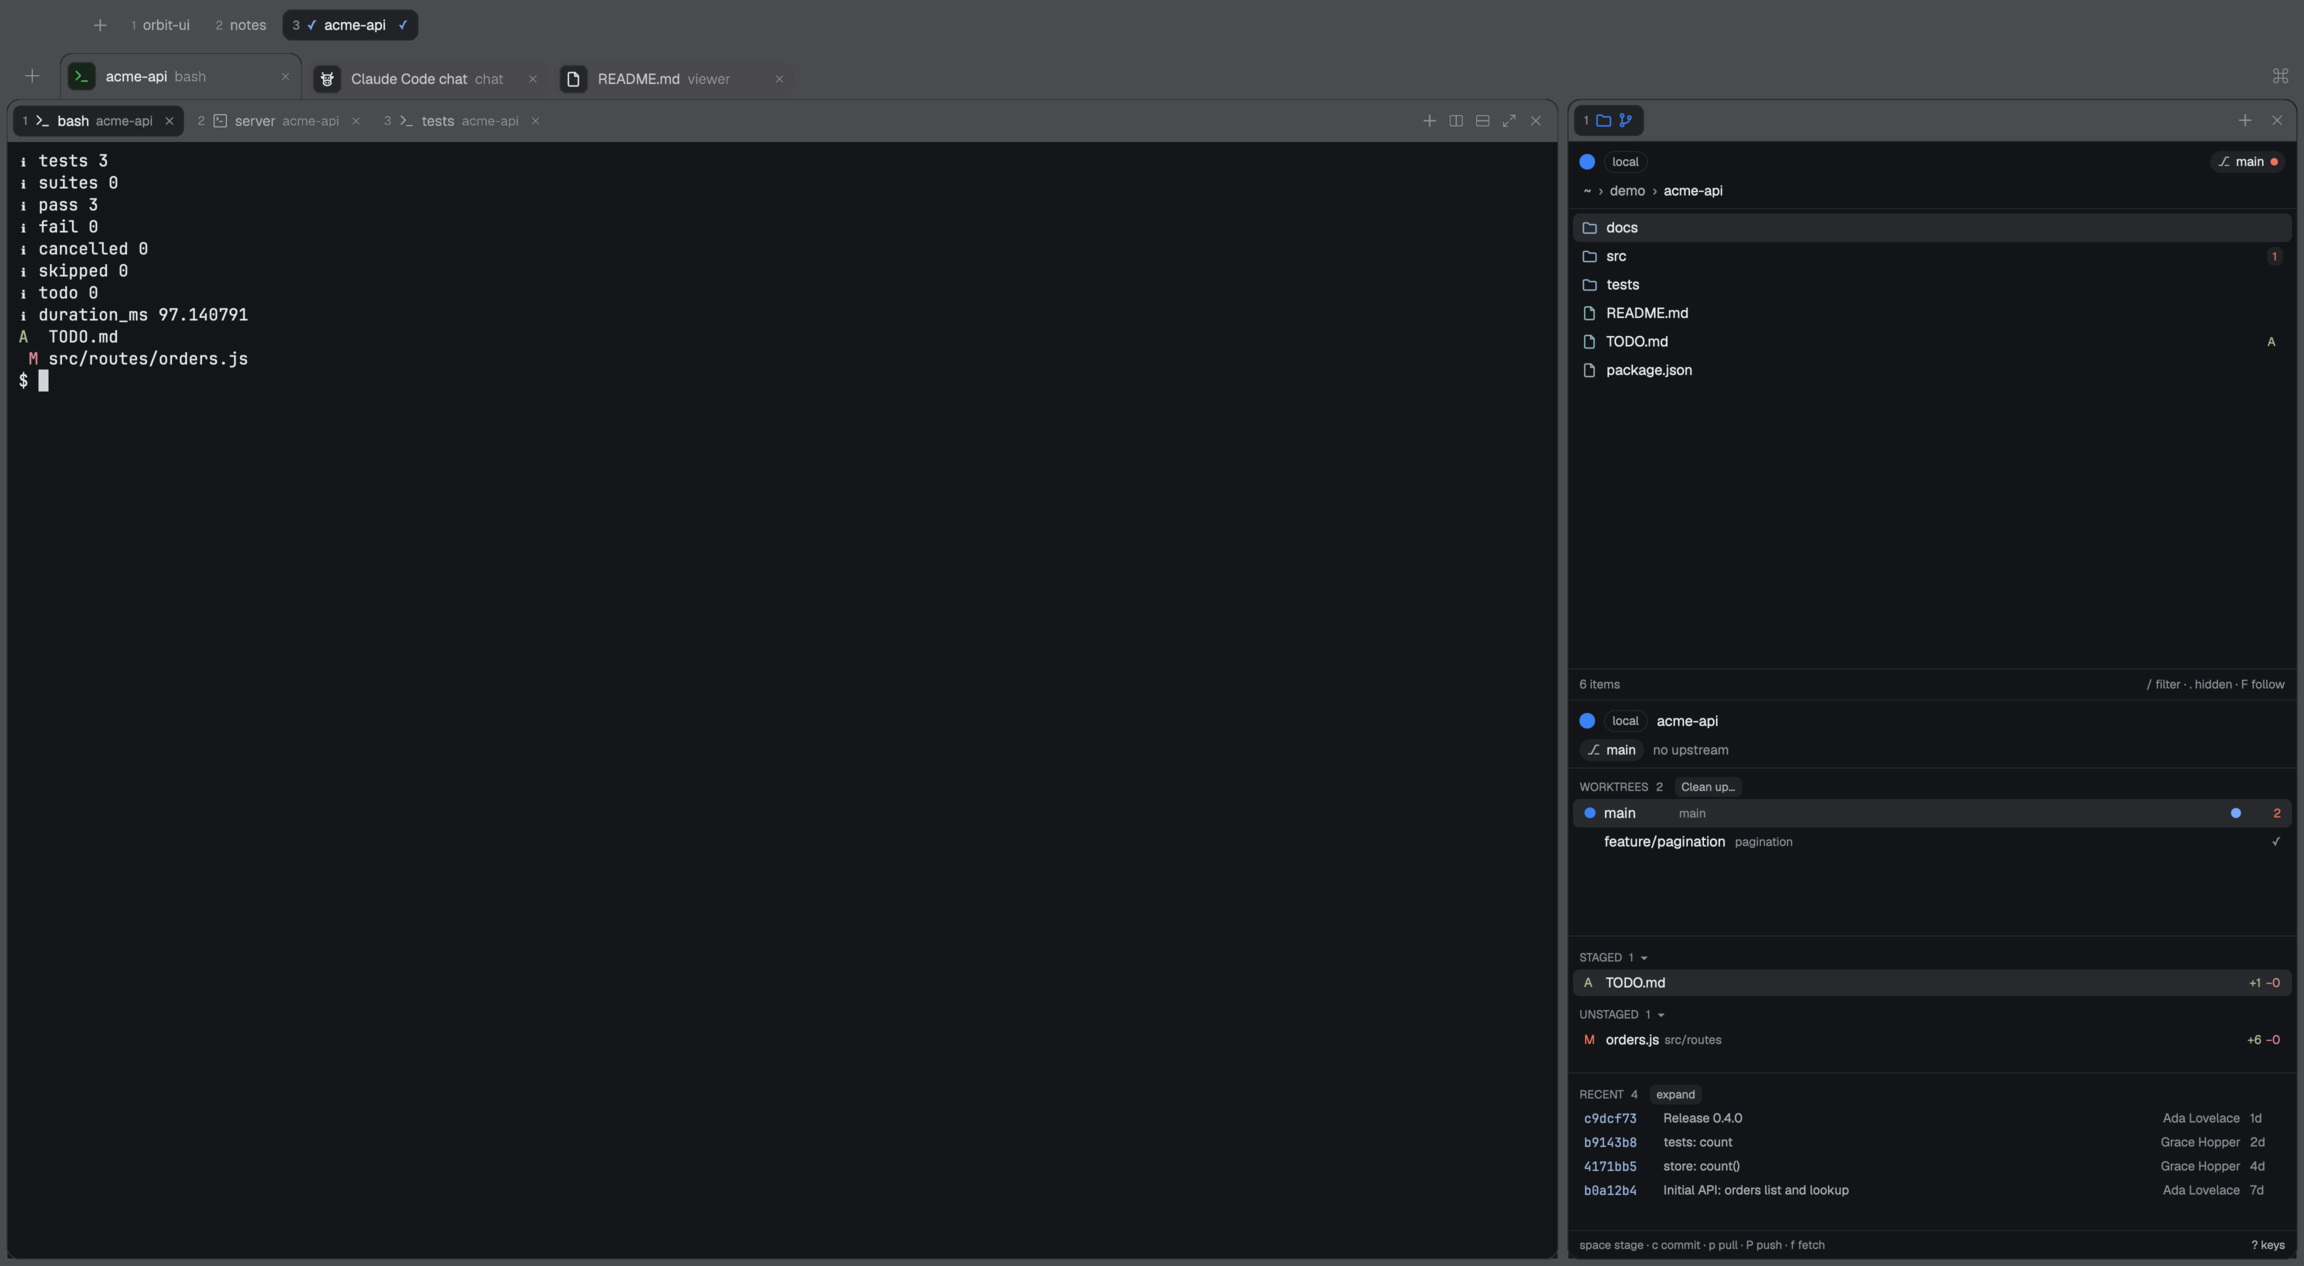 1 orbit-ui 2 notes 3 ✓ acme-api ✓
acme-api bash × Claude Code chat chat × README.md viewer ×
1 bash acme-api × 2 server acme-api × 3 tests acme-api ×
ℹ tests 3
ℹ suites 0
ℹ pass 3
ℹ fail 0
ℹ cancelled 0
ℹ skipped 0
ℹ todo 0
ℹ duration_ms 97.140791
A TODO.md
M src/routes/orders.js
$
1
local main
~ › demo › acme-api
docs
src 1
tests
README.md
TODO.md A
package.json
6 items / filter · . hidden · F follow
local acme-api
main no upstream
WORKTREES 2 Clean up…
main main 2
feature/pagination pagination ✓
STAGED 1
A TODO.md +1 −0
UNSTAGED 1
M orders.js src/routes +6 −0
RECENT 4 expand
c9dcf73 Release 0.4.0 Ada Lovelace 1d
b9143b8 tests: count Grace Hopper 2d
4171bb5 store: count() Grace Hopper 4d
b0a12b4 Initial API: orders list and lookup Ada Lovelace 7d
space stage · c commit · p pull · P push · f fetch ? keys